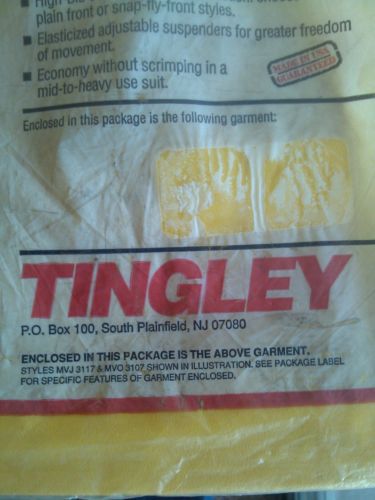 plain front or snap-fly-front styles.
■ Elasticized adjustable suspenders for greater freedom
of movement.
■ Economy without scrimping in a
mid-to-heavy use suit.
MADE IN USA
GUARANTEED
Enclosed in this package is the following garment:
TINGLEY
P.O. Box 100, South Plainfield, NJ 07080
ENCLOSED IN THIS PACKAGE IS THE ABOVE GARMENT.
STYLES MVJ 3117 & MVO 3107 SHOWN IN ILLUSTRATION. SEE PACKAGE LABEL
FOR SPECIFIC FEATURES OF GARMENT ENCLOSED.